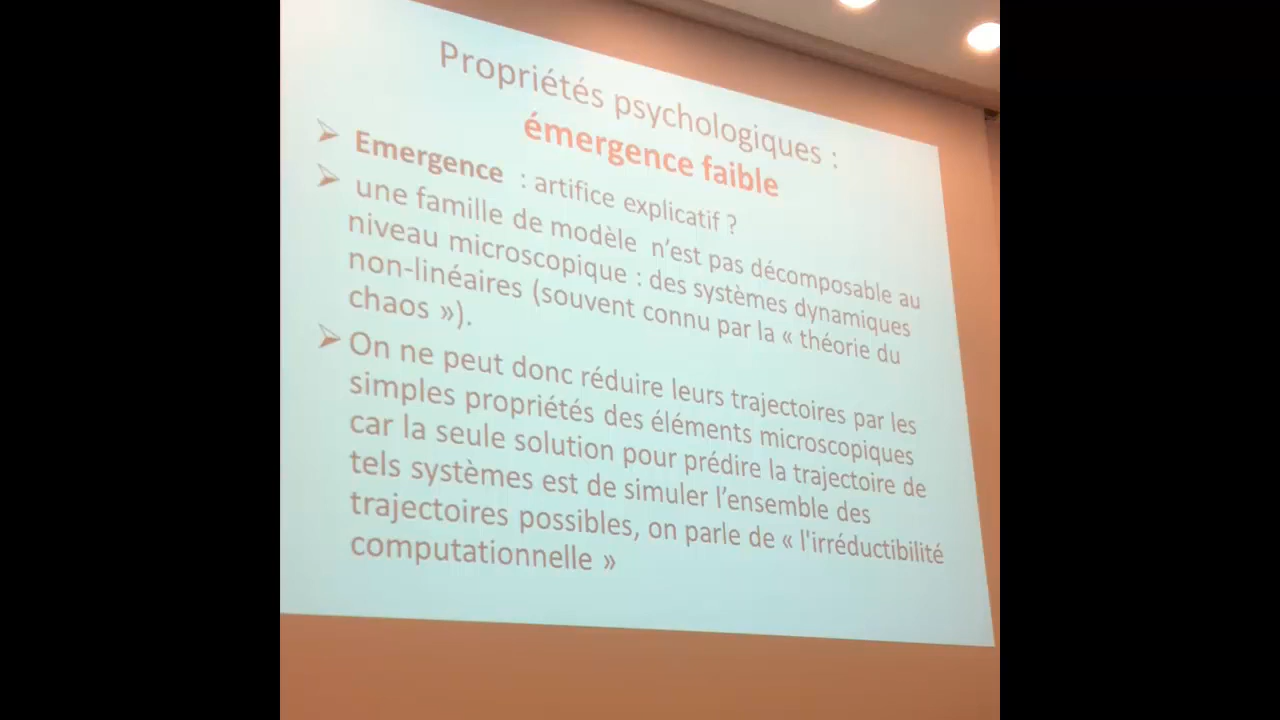 Propriétés psychologiques :
émergence faible
Emergence : artifice explicatif ?
une famille de modèle n'est pas décomposable au
niveau microscopique : des systèmes dynamiques
non-linéaires (souvent connu par la « théorie du
chaos »).
On ne peut donc réduire leurs trajectoires par les
simples propriétés des éléments microscopiques
car la seule solution pour prédire la trajectoire de
tels systèmes est de simuler l'ensemble des
trajectoires possibles, on parle de « l'irréductibilité
computationnelle »